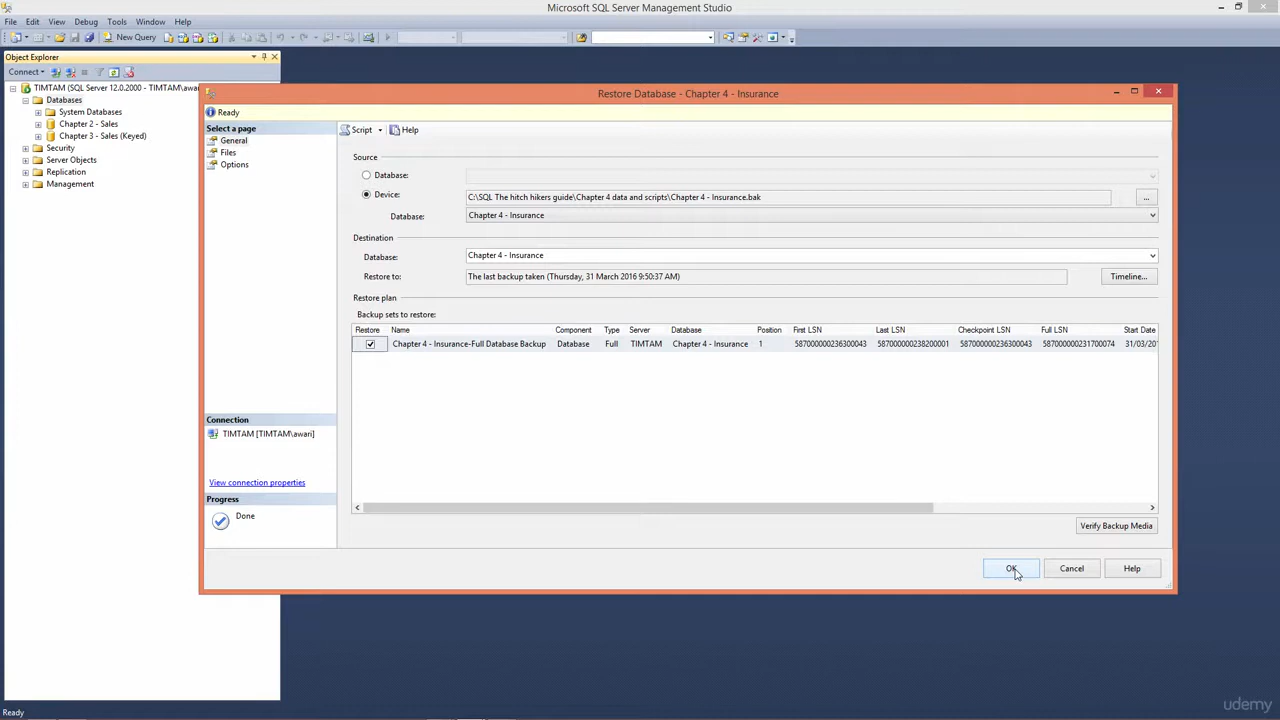 Microsoft SQL Server Management Studio
File Edit View Debug Tools Window Help
New Query
Object Explorer
Connect
TIMTAM (SQL Server 12.0.2000 - TIMTAM\awari
Databases
System Databases
Chapter 2 - Sales
Chapter 3 - Sales (Keyed)
Security
Server Objects
Replication
Management
Restore Database - Chapter 4 - Insurance
Ready
Select a page
General
Files
Options
Script Help
Source
Database:
Device: C:\SQL The hitch hikers guide\Chapter 4 data and scripts\Chapter 4 - Insurance.bak ...
Database: Chapter 4 - Insurance
Destination
Database: Chapter 4 - Insurance
Restore to: The last backup taken (Thursday, 31 March 2016 9:50:37 AM) Timeline...
Restore plan
Backup sets to restore:
Restore Name Component Type Server Database Position First LSN Last LSN Checkpoint LSN Full LSN Start Date
Chapter 4 - Insurance-Full Database Backup Database Full TIMTAM Chapter 4 - Insurance 1 587000000236300043 587000000238200001 587000000236300043 587000000231700074 31/03/201
Connection
TIMTAM [TIMTAM\awari]
View connection properties
Progress
Done
Verify Backup Media
OK Cancel Help
Ready
udemy